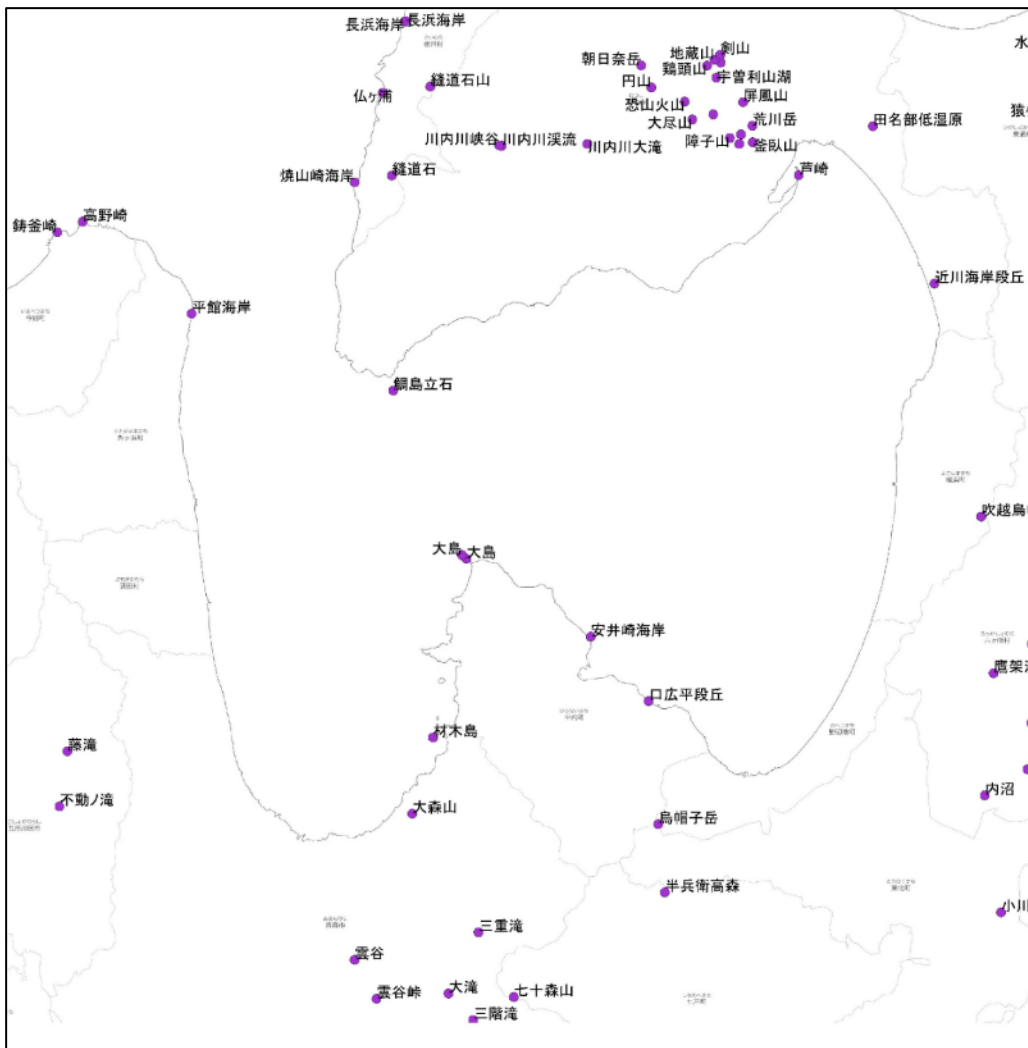 長浜海岸
長浜海岸
地蔵山
剣山
朝日奈岳
鶏頭山
水
縫道石山
円山
宇曽利山湖
仏ヶ浦
恐山火山
屏風山
猿
大尽山
荒川岳
田名部低湿原
川内川峡谷
川内川渓流
川内川大滝
障子山
釜臥山
焼山崎海岸
縫道石
芦崎
鋳釜崎
高野崎
近川海岸段丘
平館海岸
鯛島立石
吹越烏
大島
大島
安井崎海岸
鷹架
口広平段丘
材木島
藤滝
不動ノ滝
大森山
内沼
烏帽子岳
半兵衛高森
小川
三重滝
雲谷
雲谷峠
大滝
七十森山
三階滝